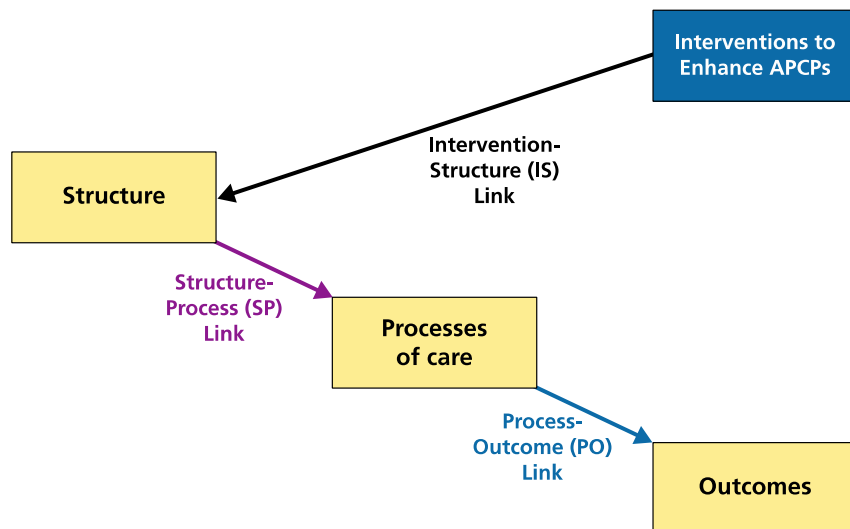 Interventions to
Enhance APCPs
Intervention-
Structure (IS)
Link
Structure
Structure-
Process (SP)
Link
Processes
of care
Process-
Outcome (PO)
Link
Outcomes